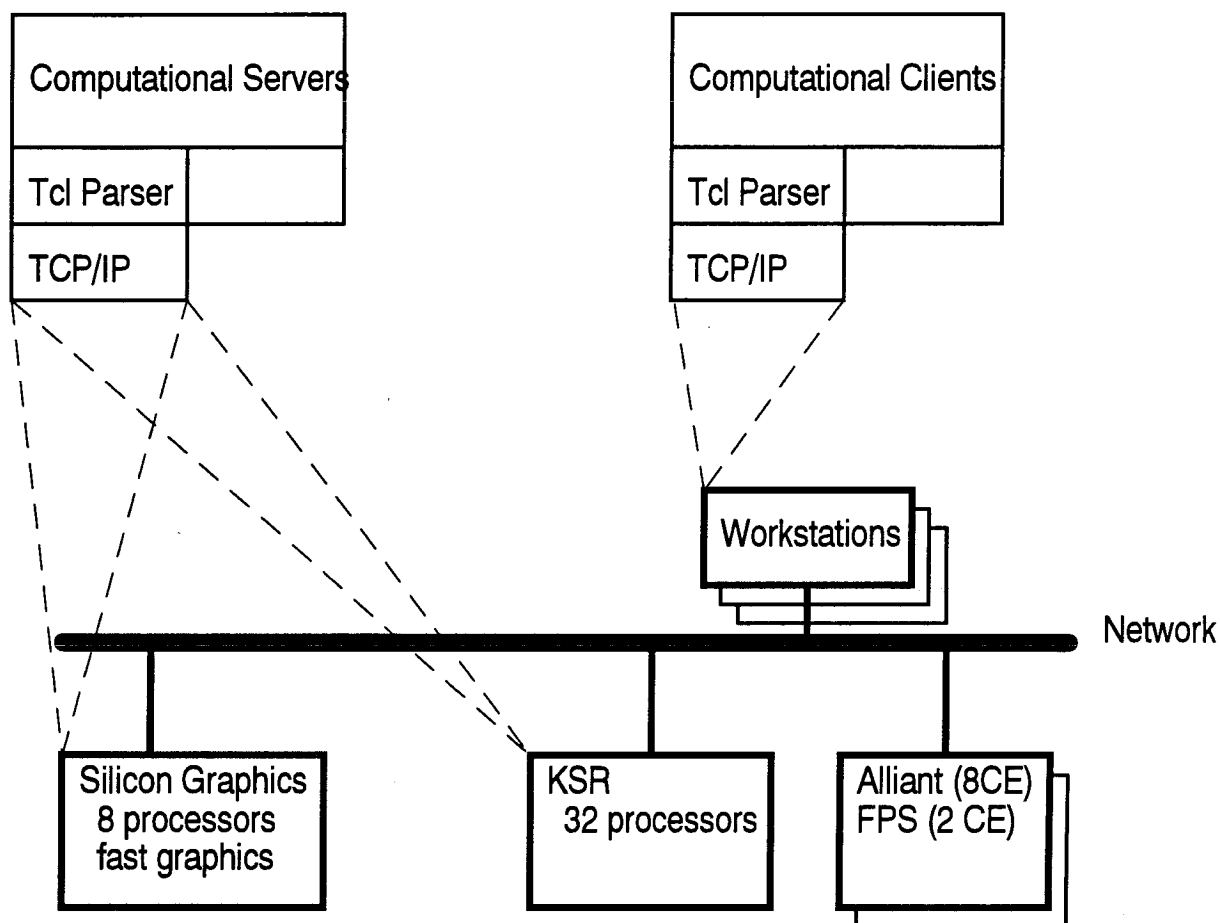 Computational Servers
Tcl Parser
TCP/IP
Computational Clients
Tcl Parser
TCP/IP
Workstations
Network
Silicon Graphics
8 processors
fast graphics
KSR
32 processors
Alliant (8CE)
FPS (2 CE)